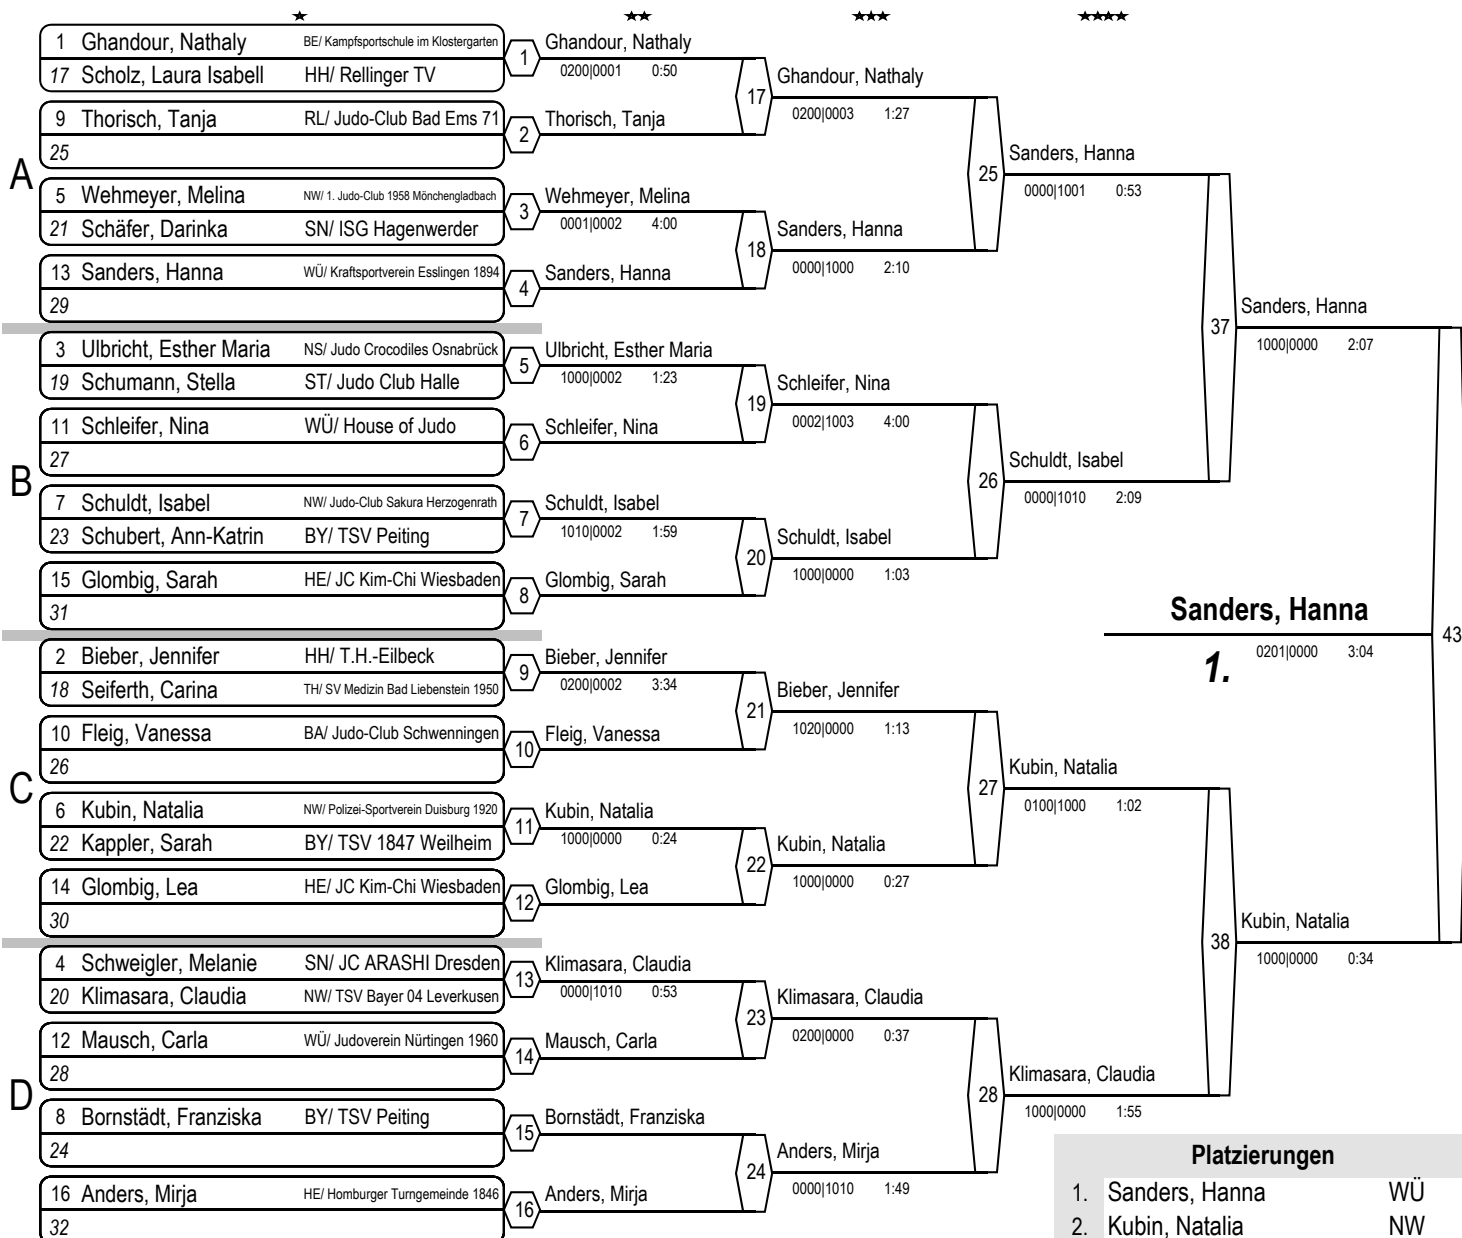 1 Ghandour, Nathaly BE/ Kampfsportschule im Klostergarten
17 Scholz, Laura Isabell HH/ Rellinger TV
9 Thorisch, Tanja RL/ Judo-Club Bad Ems 71
25
A
5 Wehmeyer, Melina NW/ 1. Judo-Club 1958 Mönchengladbach
21 Schäfer, Darinka SN/ ISG Hagenwerder
13 Sanders, Hanna WÜ/ Kraftsportverein Esslingen 1894
29
3 Ulbricht, Esther Maria NS/ Judo Crocodiles Osnabrück
19 Schumann, Stella ST/ Judo Club Halle
11 Schleifer, Nina WÜ/ House of Judo
27
B
7 Schuldt, Isabel NW/ Judo-Club Sakura Herzogenrath
23 Schubert, Ann-Katrin BY/ TSV Peiting
15 Glombig, Sarah HE/ JC Kim-Chi Wiesbaden
31
2 Bieber, Jennifer HH/ T.H.-Eilbeck
18 Seiferth, Carina TH/ SV Medizin Bad Liebenstein 1950
10 Fleig, Vanessa BA/ Judo-Club Schwenningen
26
C
6 Kubin, Natalia NW/ Polizei-Sportverein Duisburg 1920
22 Kappler, Sarah BY/ TSV 1847 Weilheim
14 Glombig, Lea HE/ JC Kim-Chi Wiesbaden
30
4 Schweigler, Melanie SN/ JC ARASHI Dresden
20 Klimasara, Claudia NW/ TSV Bayer 04 Leverkusen
12 Mausch, Carla WÜ/ Judoverein Nürtingen 1960
28
D
8 Bornstädt, Franziska BY/ TSV Peiting
24
16 Anders, Mirja HE/ Homburger Turngemeinde 1846
32
1 Ghandour, Nathaly
0200|0001 0:50
2 Thorisch, Tanja
3 Wehmeyer, Melina
0001|0002 4:00
4 Sanders, Hanna
5 Ulbricht, Esther Maria
1000|0002 1:23
6 Schleifer, Nina
7 Schuldt, Isabel
1010|0002 1:59
8 Glombig, Sarah
9 Bieber, Jennifer
0200|0002 3:34
10 Fleig, Vanessa
11 Kubin, Natalia
1000|0000 0:24
12 Glombig, Lea
13 Klimasara, Claudia
0000|1010 0:53
14 Mausch, Carla
15 Bornstädt, Franziska
16 Anders, Mirja
17 Ghandour, Nathaly
0200|0003 1:27
18 Sanders, Hanna
0000|1000 2:10
19 Schleifer, Nina
0002|1003 4:00
20 Schuldt, Isabel
1000|0000 1:03
21 Bieber, Jennifer
1020|0000 1:13
22 Kubin, Natalia
1000|0000 0:27
23 Klimasara, Claudia
0200|0000 0:37
24 Anders, Mirja
0000|1010 1:49
25 Sanders, Hanna
0000|1001 0:53
26 Schuldt, Isabel
0000|1010 2:09
27 Kubin, Natalia
0100|1000 1:02
28 Klimasara, Claudia
1000|0000 1:55
37 Sanders, Hanna
1000|0000 2:07
38 Kubin, Natalia
1000|0000 0:34
Sanders, Hanna
43
1. 0201|0000 3:04
Platzierungen
1. Sanders, Hanna WÜ
2. Kubin, Natalia NW